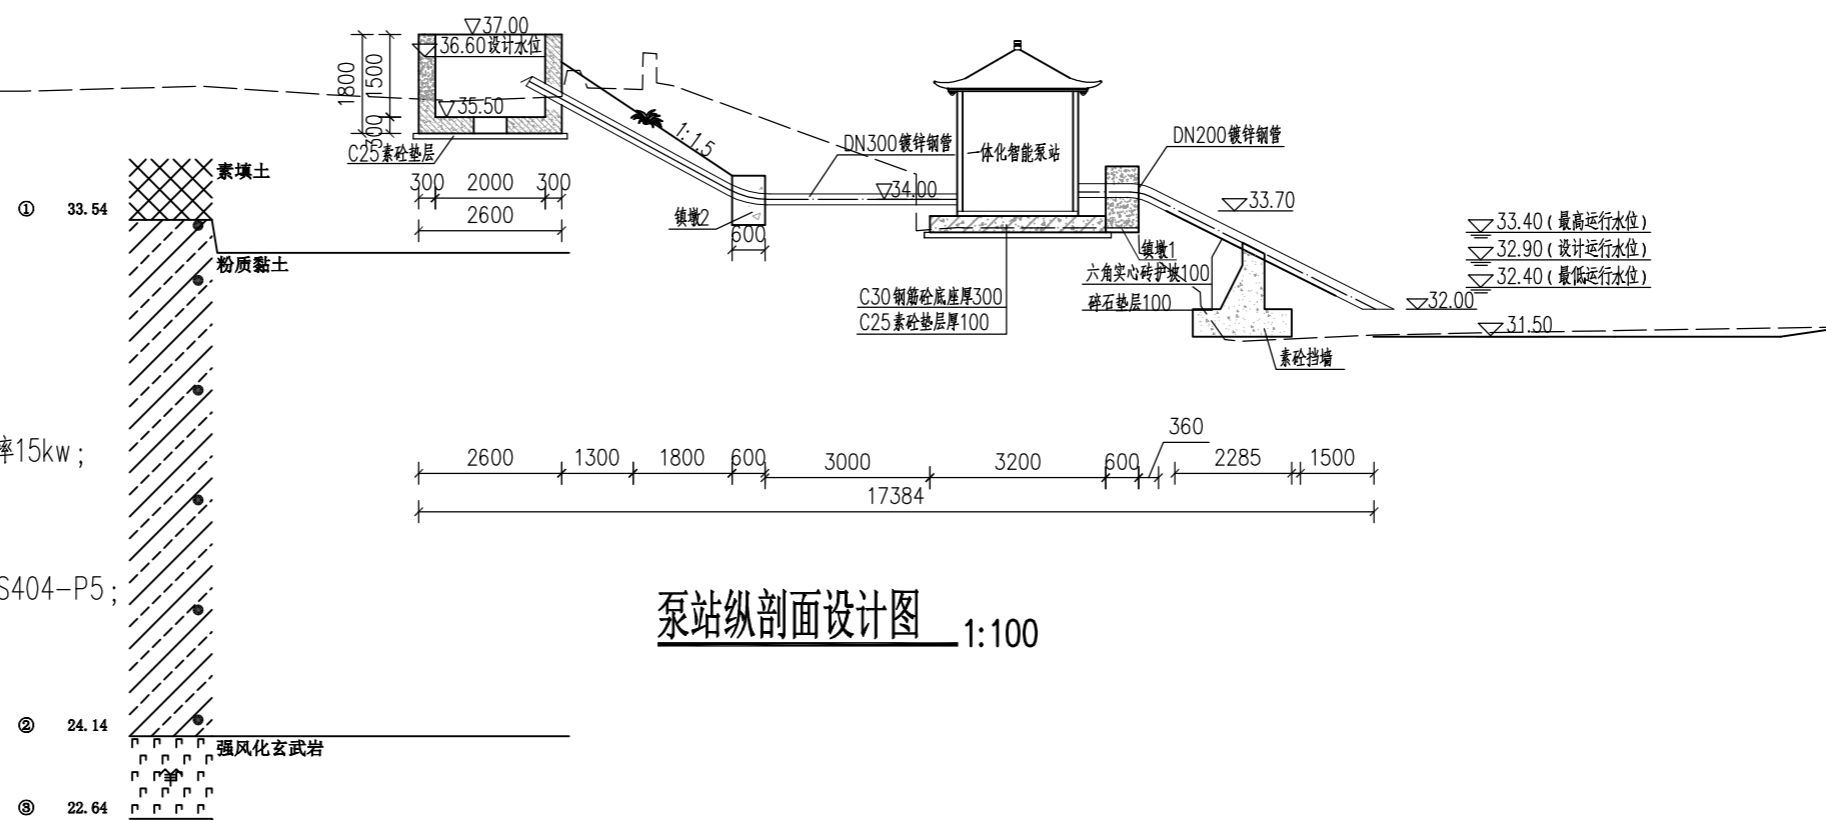 37.00
36.60设计水位
1800
1500
300
35.50
C25素砼垫层
300 2000 300
2600
1:1.5
镇墩2
600
DN300镀锌钢管
34.00
一体化智能泵站
DN200镀锌钢管
33.70
镇墩1
六角实心砖护坡100
碎石垫层100
C30钢筋砼底座厚300
C25素砼垫层厚100
33.40(最高运行水位)
32.90(设计运行水位)
32.40(最低运行水位)
32.00
31.50
素砼挡墙
素填土
① 33.54
粉质黏土
率15kw;
S404-P5;
② 24.14
强风化玄武岩
③ 22.64
2600 1300 1800 600 3000 3200 600 360 2285 1500
17384
泵站纵剖面设计图 1:100